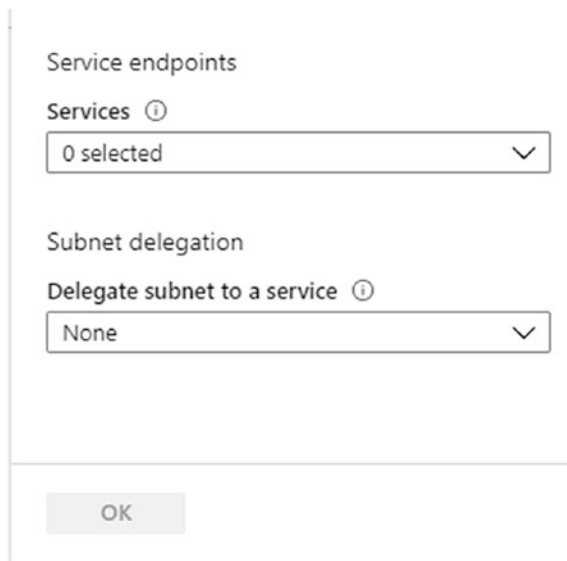 Service endpoints
Services
0 selected
Subnet delegation
Delegate subnet to a service
None
OK